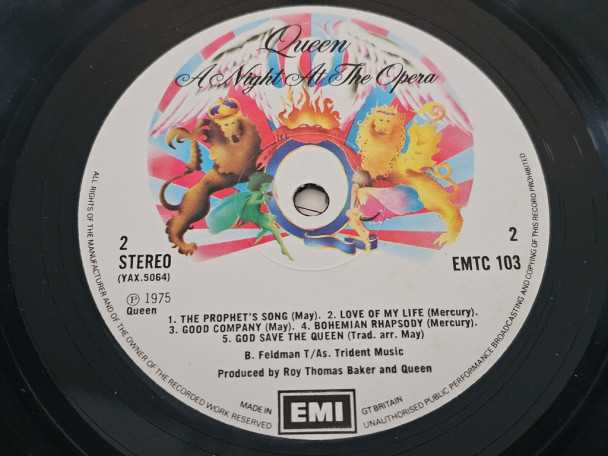 Queen
A Night At The Opera
2
STEREO
(YAX.5064)
2
EMTC 103
Ⓟ 1975
Queen
1. THE PROPHET'S SONG (May). 2. LOVE OF MY LIFE (Mercury).
3. GOOD COMPANY (May). 4. BOHEMIAN RHAPSODY (Mercury).
5. GOD SAVE THE QUEEN (Trad. arr. May)
B. Feldman T/As. Trident Music
Produced by Roy Thomas Baker and Queen
ALL RIGHTS OF THE MANUFACTURER AND OF THE OWNER OF THE RECORDED WORK RESERVED
MADE IN
EMI
GT BRITAIN
UNAUTHORISED PUBLIC PERFORMANCE BROADCASTING AND COPYING OF THIS RECORD PROHIBITED